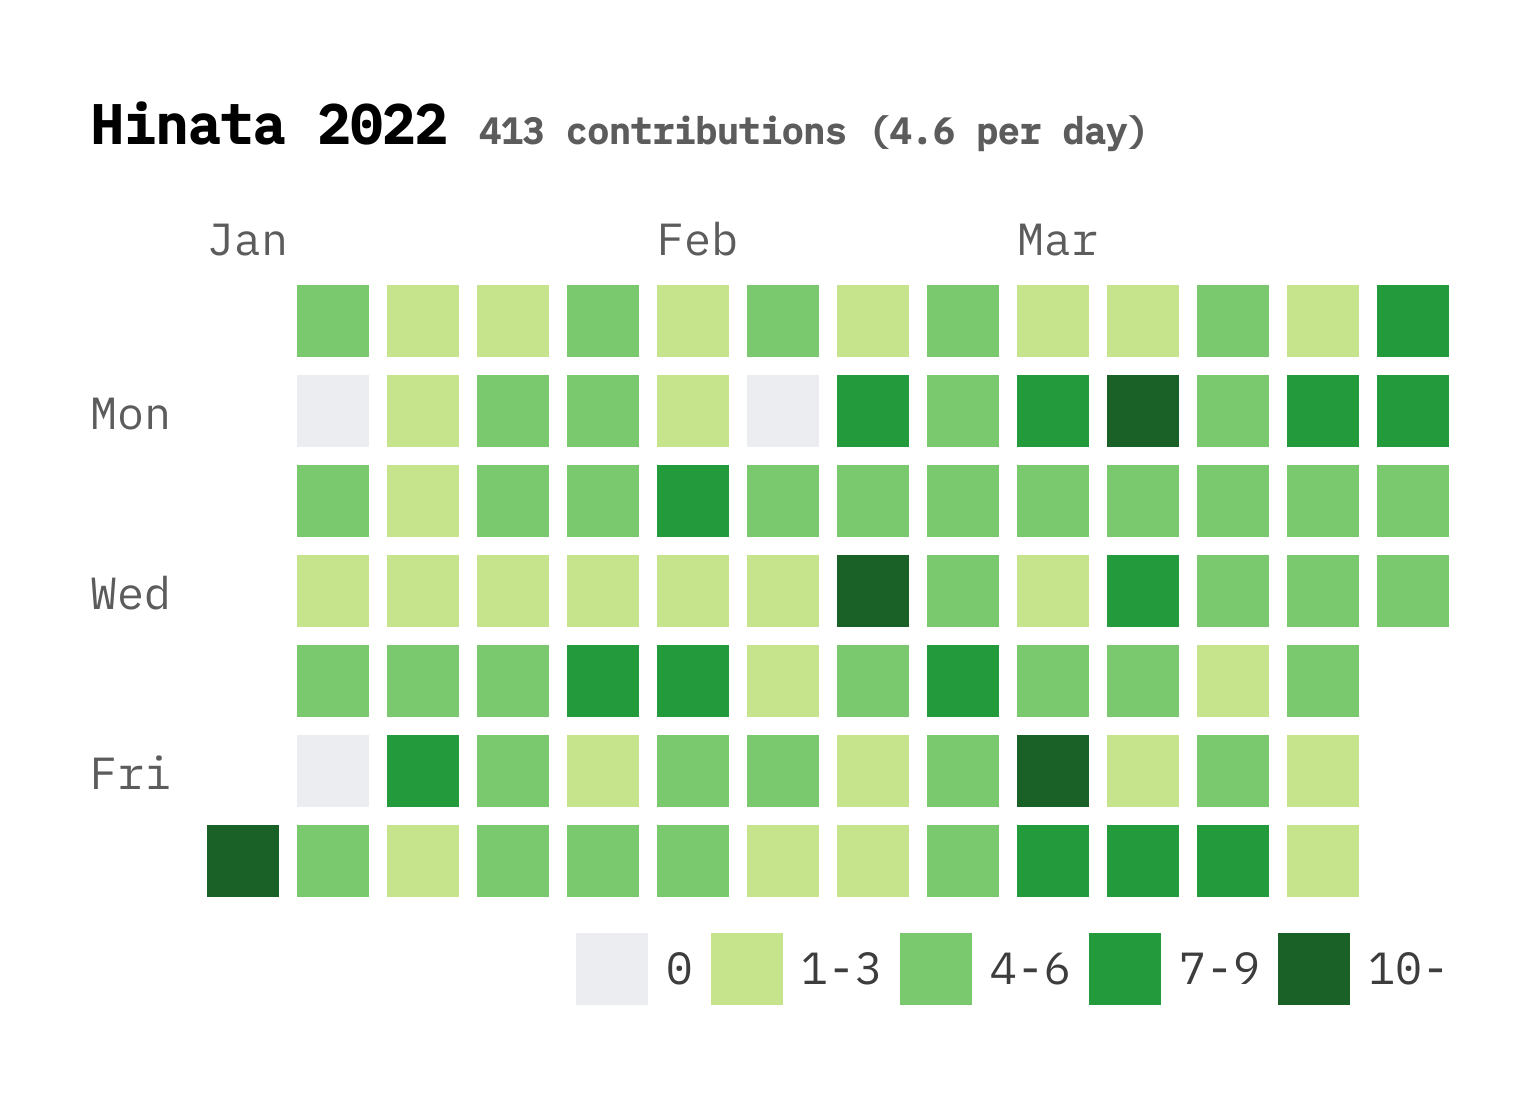 Hinata 2022 413 contributions (4.6 per day)
Jan Feb Mar
Mon
Wed
Fri
0 1-3 4-6 7-9 10-